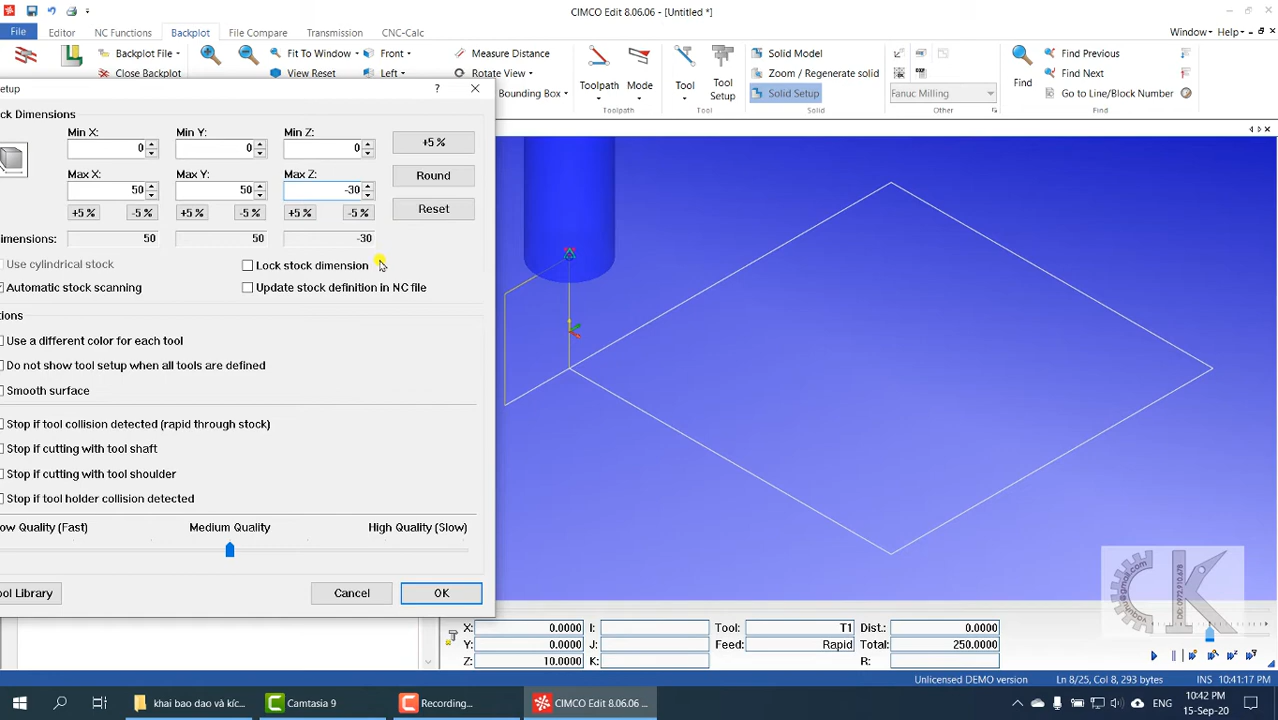 CIMCO Edit 8.06.06 - [Untitled *]
File Editor NC Functions Backplot File Compare Transmission NC-Calc Window Help
Backplot File Fit To Window Front Measure Distance Solid Model Find Previous
Close Backplot View Reset Left Rotate View Toolpath Mode Tool Tool Setup Zoom / Regenerate solid Find Find Next
Bounding Box Solid Setup Fanuc Milling Go to Line/Block Number
Toolpath Solid Other Find
etup ?
ck Dimensions
Min X: Min Y: Min Z:
0 0 0 +5 %
Max X: Max Y: Max Z: Round
50 50 -30
+5 % -5 % +5 % -5 % +5 % -5 % Reset
imensions: 50 50 -30
Use cylindrical stock Lock stock dimension
Automatic stock scanning Update stock definition in NC file
tions
Use a different color for each tool
Do not show tool setup when all tools are defined
Smooth surface
Stop if tool collision detected (rapid through stock)
Stop if cutting with tool shaft
Stop if cutting with tool shoulder
Stop if tool holder collision detected
ow Quality (Fast) Medium Quality High Quality (Slow)
ool Library Cancel OK
X: 0.0000 I: Tool: T1 Dist.: 0.0000
Y: 0.0000 J: Feed: Rapid Total: 250.0000
Z: 10.0000 K: R:
CK
DĐ: 0972.910.478
Unlicensed DEMO version Ln 8/25, Col 8, 293 bytes INS 10:41:17 PM
khai bao dao và kíc... Camtasia 9 Recording... CIMCO Edit 8.06.06 ... ENG 10:42 PM
15-Sep-20